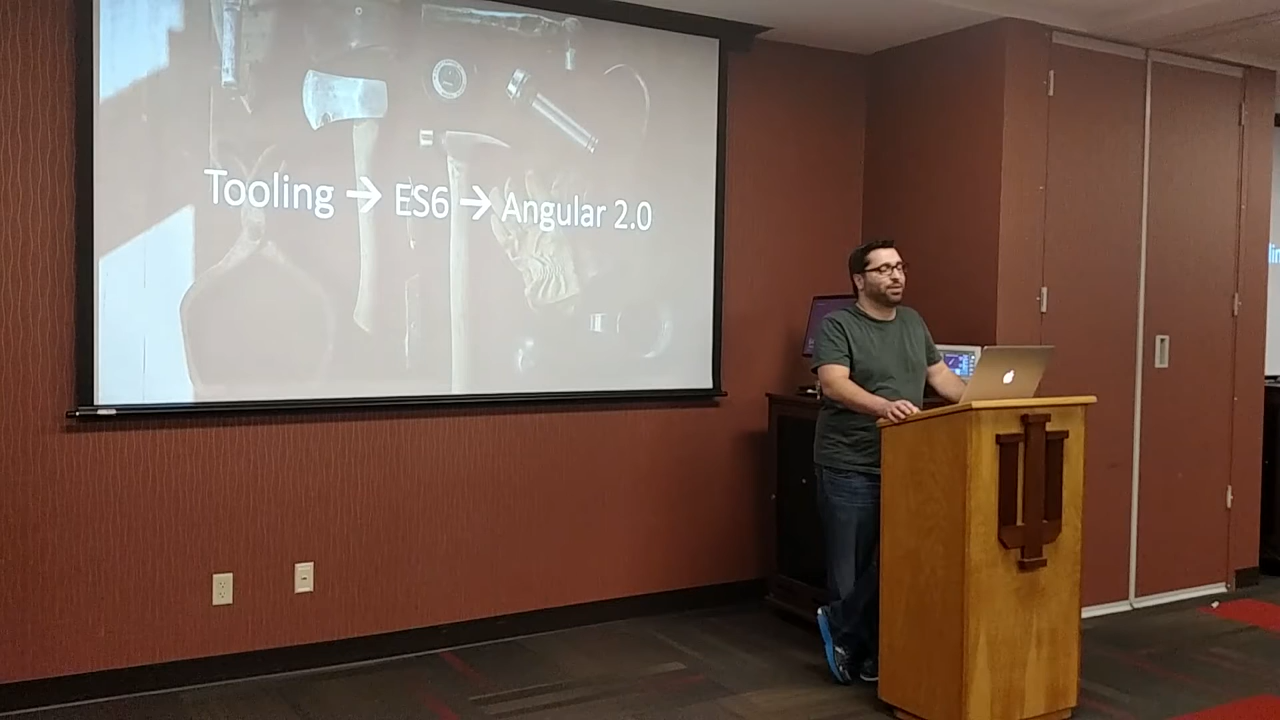 Tooling → ES6 → Angular 2.0